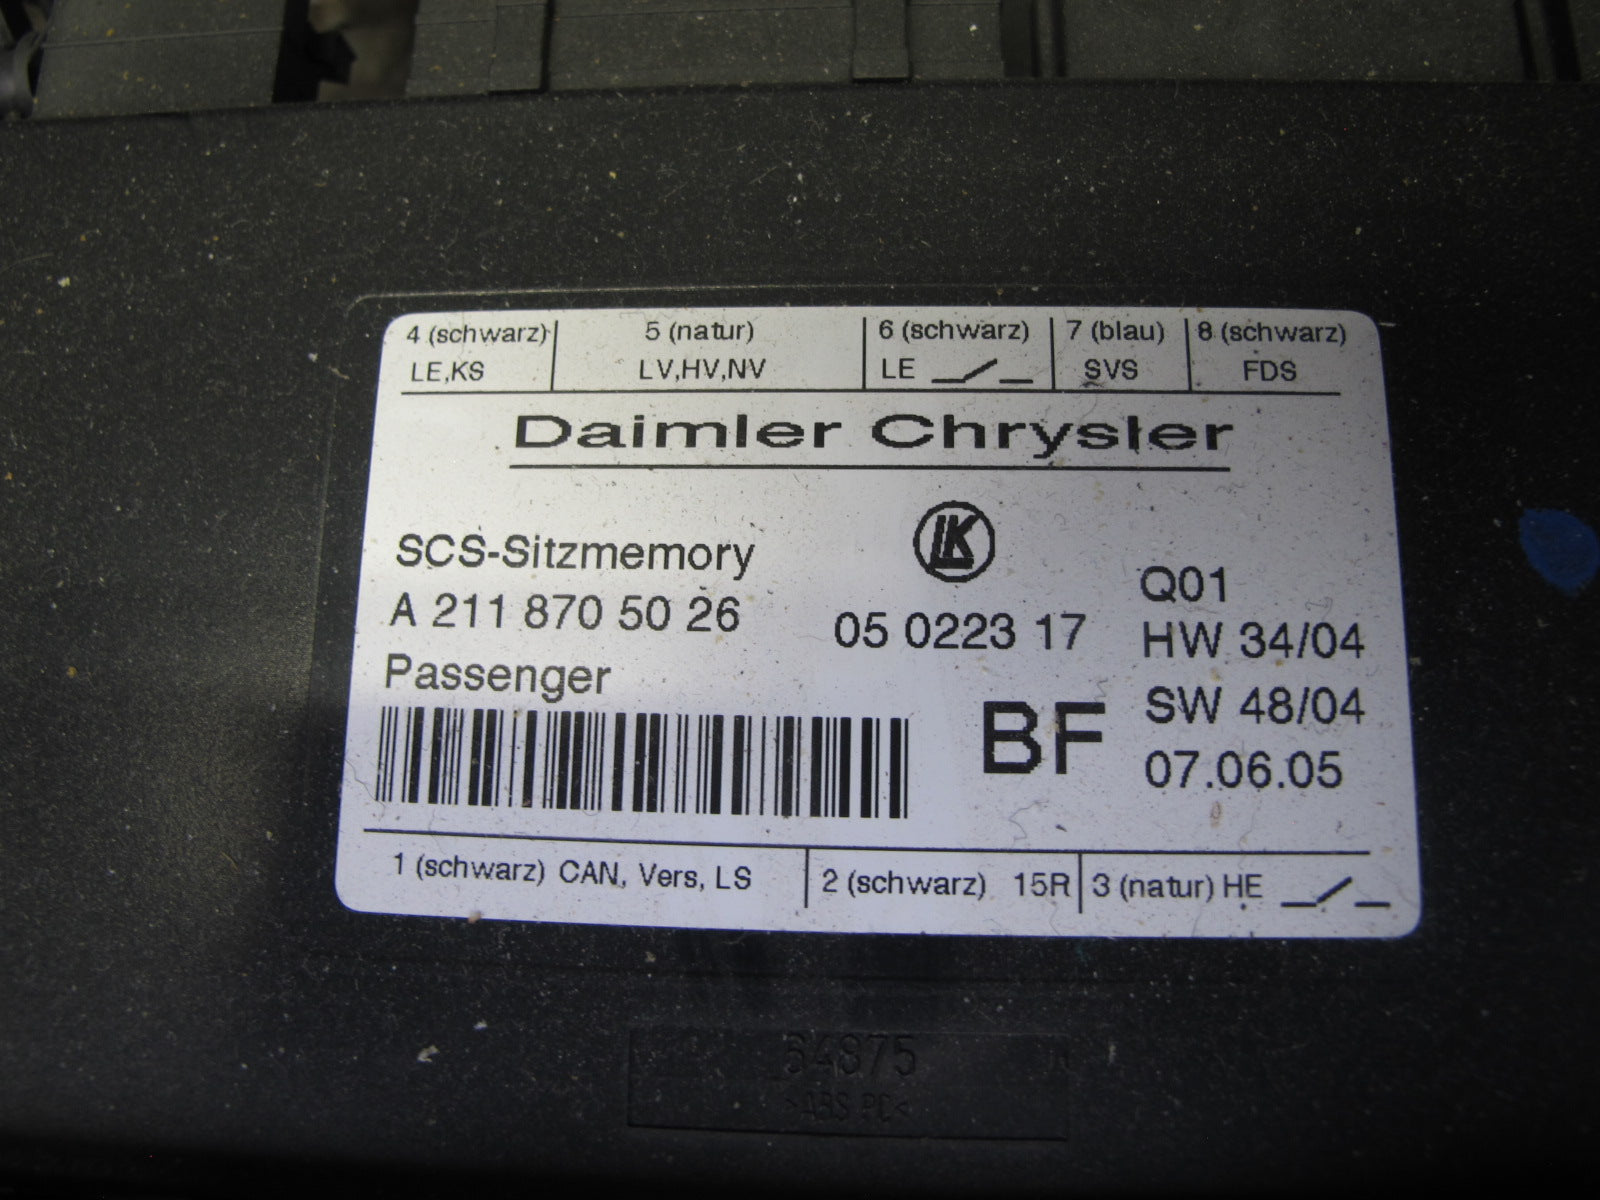 4 (schwarz) 5 (natur) 6 (schwarz) 7 (blau) 8 (schwarz)
LE,KS LV,HV,NV LE SVS FDS
Daimler Chrysler
LK
SCS-Sitzmemory
Q01
A 211 870 50 26 05 0223 17 HW 34/04
Passenger
BF SW 48/04
07.06.05
1 (schwarz) CAN, Vers, LS 2 (schwarz) 15R 3 (natur) HE
64875
>ABS PC<